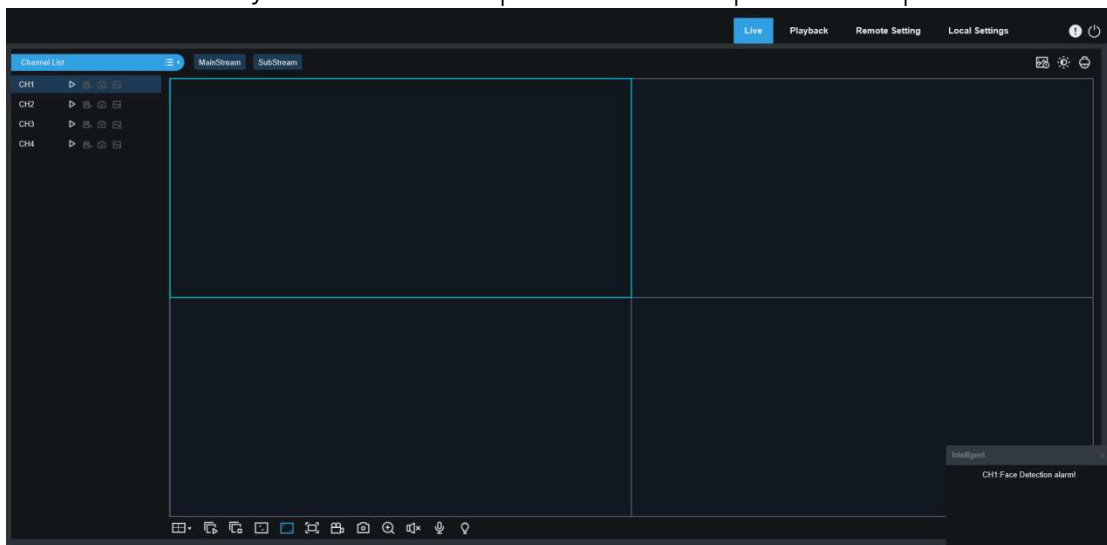 Live Playback Remote Setting Local Settings
Channel List MainStream SubStream
CH1
CH2
CH3
CH4
Intelligent
CH1:Face Detection alarm!